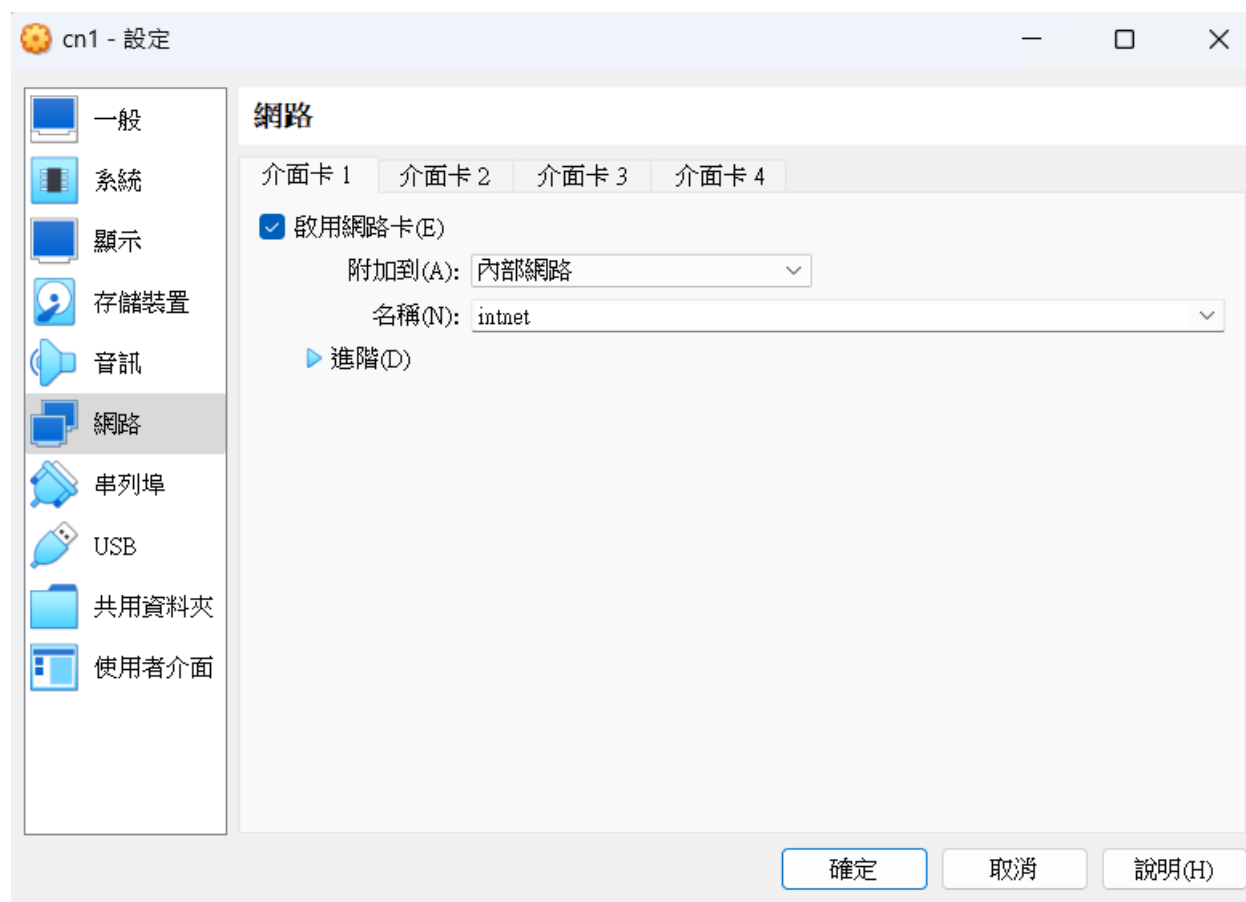 cn1 - 設定
一般
系統
顯示
存儲裝置
音訊
網路
串列埠
USB
共用資料夾
使用者介面
網路
介面卡 1 介面卡 2 介面卡 3 介面卡 4
啟用網路卡(E)
附加到(A): 內部網路
名稱(N): intnet
進階(D)
確定 取消 說明(H)